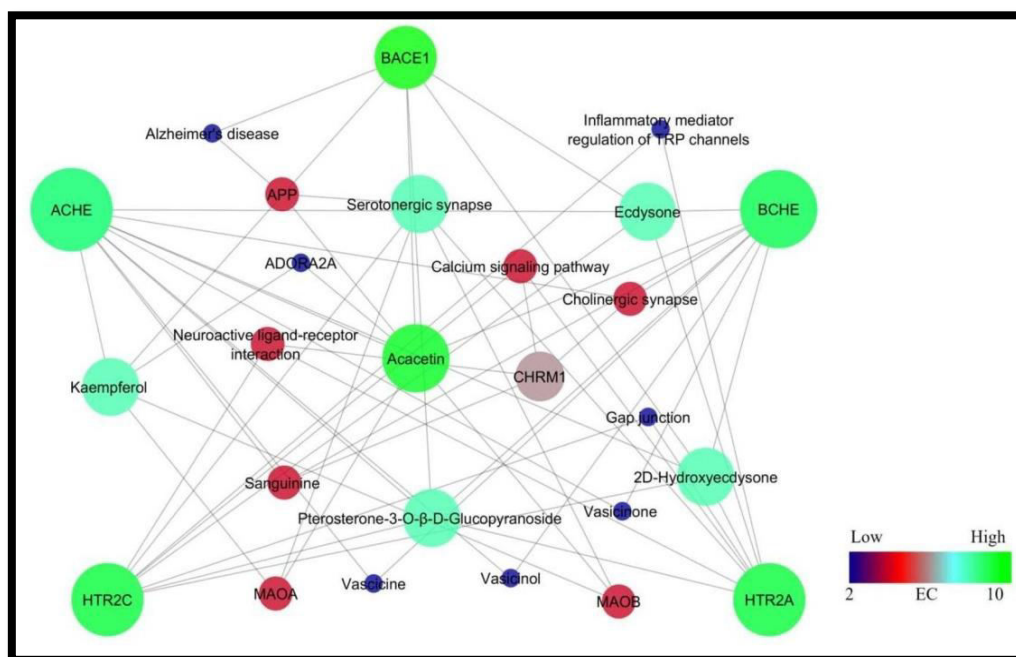 BACE1
Alzheimer's disease
Inflammatory mediator
regulation of TRP channels
APP
ACHE
Serotonergic synapse
Ecdysone
BCHE
ADORA2A
Calcium signaling pathway
Cholinergic synapse
Neuroactive ligand-receptor
interaction
Acacetin
CHRM1
Kaempferol
Gap junction
2D-Hydroxyecdysone
Sanguinine
Pterosterone-3-O-β-D-Glucopyranoside
Vasicinone
Low
High
HTR2C
MAOA
Vascicine
Vasicinol
MAOB
HTR2A
2
EC
10